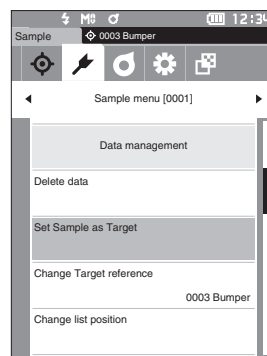 M 12:34
Sample 0003 Bumper
Sample menu [0001]
Data management
Delete data
Set Sample as Target
Change Target reference
0003 Bumper
Change list position